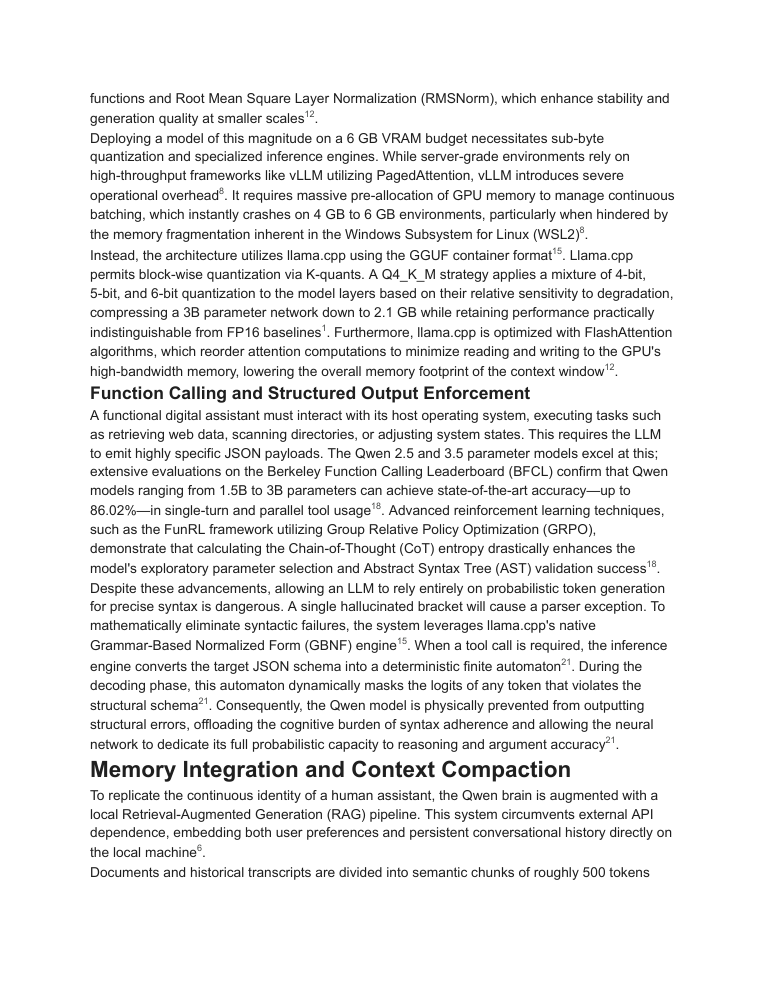 functions and Root Mean Square Layer Normalization (RMSNorm), which enhance stability and
generation quality at smaller scales12.
Deploying a model of this magnitude on a 6 GB VRAM budget necessitates sub-byte
quantization and specialized inference engines. While server-grade environments rely on
high-throughput frameworks like vLLM utilizing PagedAttention, vLLM introduces severe
operational overhead8. It requires massive pre-allocation of GPU memory to manage continuous
batching, which instantly crashes on 4 GB to 6 GB environments, particularly when hindered by
the memory fragmentation inherent in the Windows Subsystem for Linux (WSL2)8.
Instead, the architecture utilizes llama.cpp using the GGUF container format15. Llama.cpp
permits block-wise quantization via K-quants. A Q4_K_M strategy applies a mixture of 4-bit,
5-bit, and 6-bit quantization to the model layers based on their relative sensitivity to degradation,
compressing a 3B parameter network down to 2.1 GB while retaining performance practically
indistinguishable from FP16 baselines1. Furthermore, llama.cpp is optimized with FlashAttention
algorithms, which reorder attention computations to minimize reading and writing to the GPU's
high-bandwidth memory, lowering the overall memory footprint of the context window12.
Function Calling and Structured Output Enforcement
A functional digital assistant must interact with its host operating system, executing tasks such
as retrieving web data, scanning directories, or adjusting system states. This requires the LLM
to emit highly specific JSON payloads. The Qwen 2.5 and 3.5 parameter models excel at this;
extensive evaluations on the Berkeley Function Calling Leaderboard (BFCL) confirm that Qwen
models ranging from 1.5B to 3B parameters can achieve state-of-the-art accuracy—up to
86.02%—in single-turn and parallel tool usage18. Advanced reinforcement learning techniques,
such as the FunRL framework utilizing Group Relative Policy Optimization (GRPO),
demonstrate that calculating the Chain-of-Thought (CoT) entropy drastically enhances the
model's exploratory parameter selection and Abstract Syntax Tree (AST) validation success18.
Despite these advancements, allowing an LLM to rely entirely on probabilistic token generation
for precise syntax is dangerous. A single hallucinated bracket will cause a parser exception. To
mathematically eliminate syntactic failures, the system leverages llama.cpp's native
Grammar-Based Normalized Form (GBNF) engine15. When a tool call is required, the inference
engine converts the target JSON schema into a deterministic finite automaton21. During the
decoding phase, this automaton dynamically masks the logits of any token that violates the
structural schema21. Consequently, the Qwen model is physically prevented from outputting
structural errors, offloading the cognitive burden of syntax adherence and allowing the neural
network to dedicate its full probabilistic capacity to reasoning and argument accuracy21.
Memory Integration and Context Compaction
To replicate the continuous identity of a human assistant, the Qwen brain is augmented with a
local Retrieval-Augmented Generation (RAG) pipeline. This system circumvents external API
dependence, embedding both user preferences and persistent conversational history directly on
the local machine6.
Documents and historical transcripts are divided into semantic chunks of roughly 500 tokens